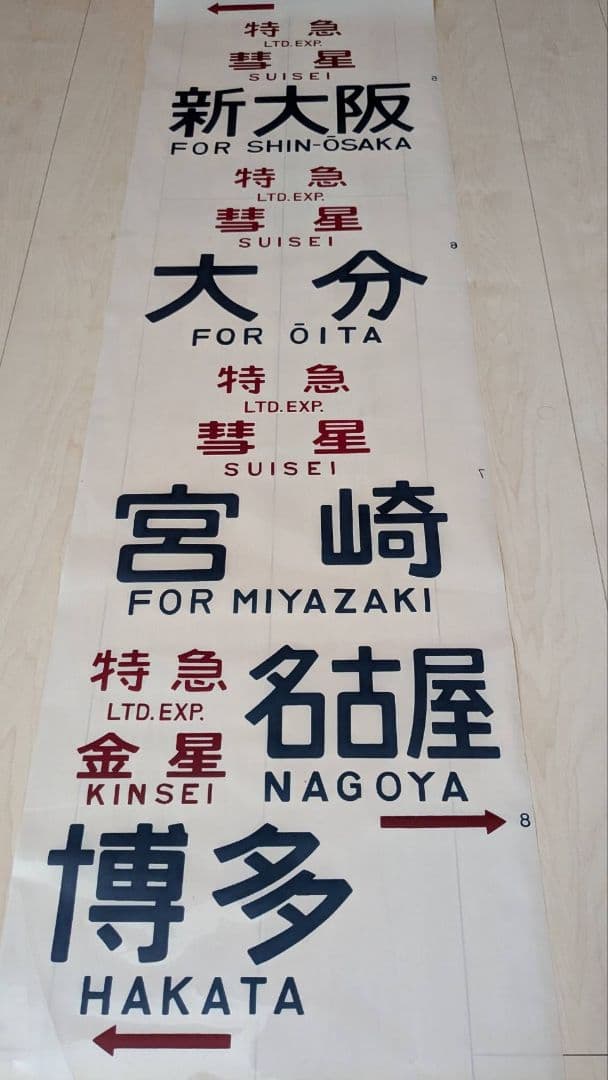 特急
LTD.EXP.
彗星
SUISEI
新大阪
FOR SHIN-ŌSAKA
特急
LTD.EXP.
彗星
SUISEI
大分
FOR ŌITA
特急
LTD.EXP.
彗星
SUISEI
宮崎
FOR MIYAZAKI
7
特急
LTD.EXP.
金星
KINSEI
名古屋
NAGOYA
8
博多
HAKATA